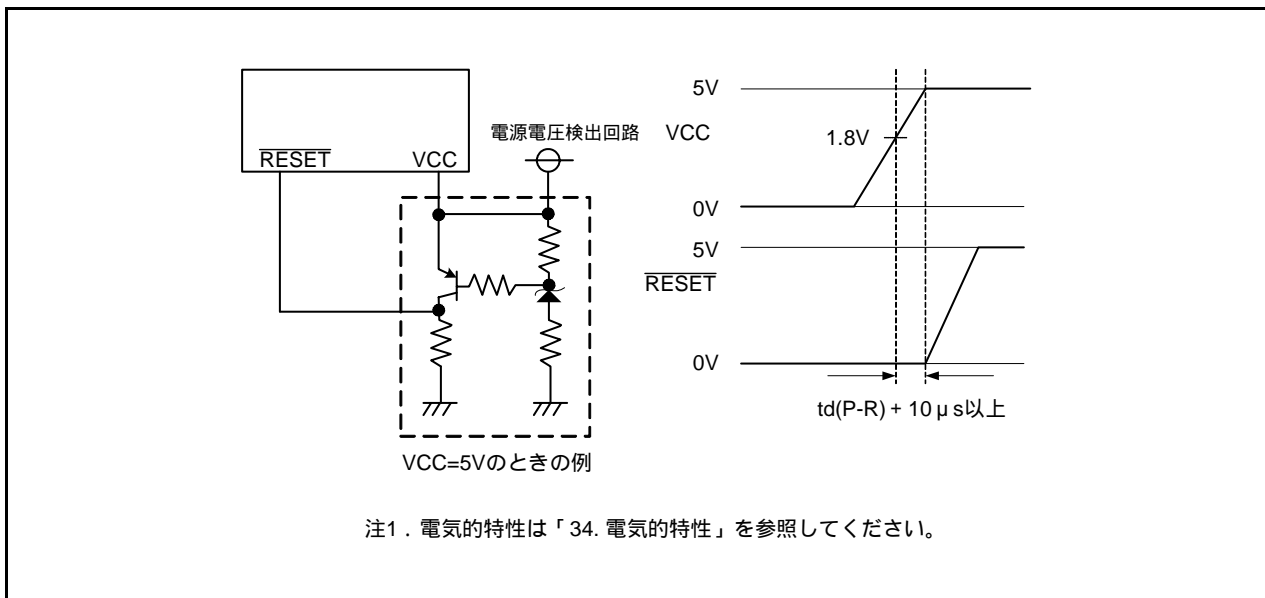 RESET VCC
電源電圧検出回路
VCC=5Vのときの例
5V
VCC
1.8V
0V
5V
RESET
0V
td(P-R) + 10 μ s以上
注1．電気的特性は「34. 電気的特性」を参照してください。